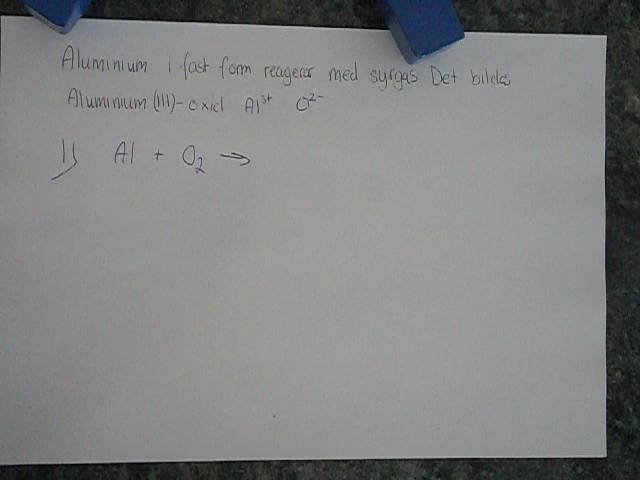 Aluminium i fast form reagerar med syrgas Det bildas
Aluminium (III)-oxid Al³⁺ O²⁻
1) Al + O₂ →